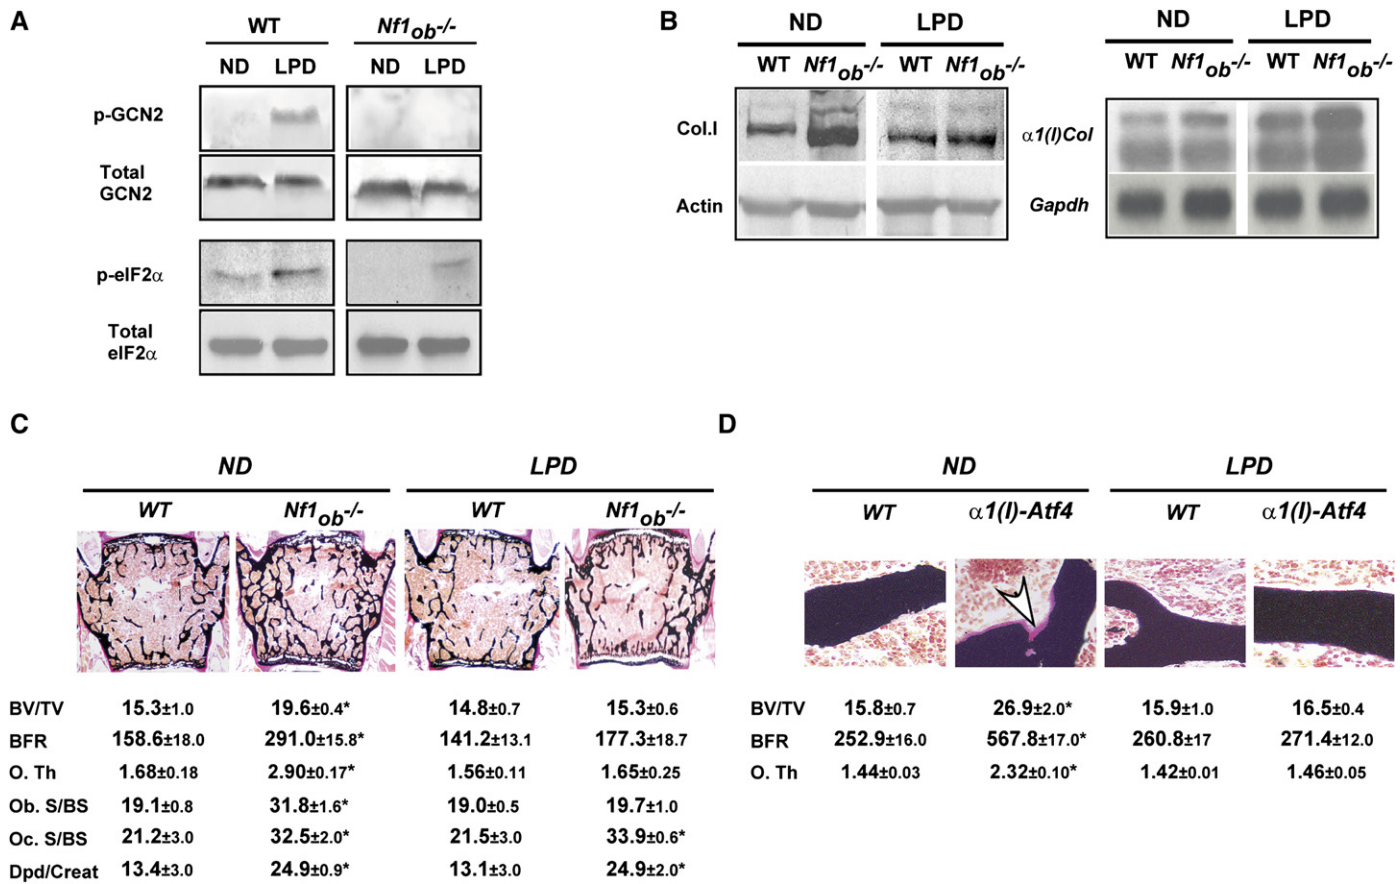 A
WT Nf1ob-/-
ND LPD ND LPD
p-GCN2
Total
GCN2
p-eIF2α
Total
eIF2α
B
ND LPD
WT Nf1ob-/- WT Nf1ob-/-
Col.I
Actin
ND LPD
WT Nf1ob-/- WT Nf1ob-/-
α1(I)Col
Gapdh
C
ND LPD
WT Nf1ob-/- WT Nf1ob-/-
BV/TV 15.3±1.0 19.6±0.4* 14.8±0.7 15.3±0.6
BFR 158.6±18.0 291.0±15.8* 141.2±13.1 177.3±18.7
O. Th 1.68±0.18 2.90±0.17* 1.56±0.11 1.65±0.25
Ob. S/BS 19.1±0.8 31.8±1.6* 19.0±0.5 19.7±1.0
Oc. S/BS 21.2±3.0 32.5±2.0* 21.5±3.0 33.9±0.6*
Dpd/Creat 13.4±3.0 24.9±0.9* 13.1±3.0 24.9±2.0*
D
ND LPD
WT α1(I)-Atf4 WT α1(I)-Atf4
BV/TV 15.8±0.7 26.9±2.0* 15.9±1.0 16.5±0.4
BFR 252.9±16.0 567.8±17.0* 260.8±17 271.4±12.0
O. Th 1.44±0.03 2.32±0.10* 1.42±0.01 1.46±0.05